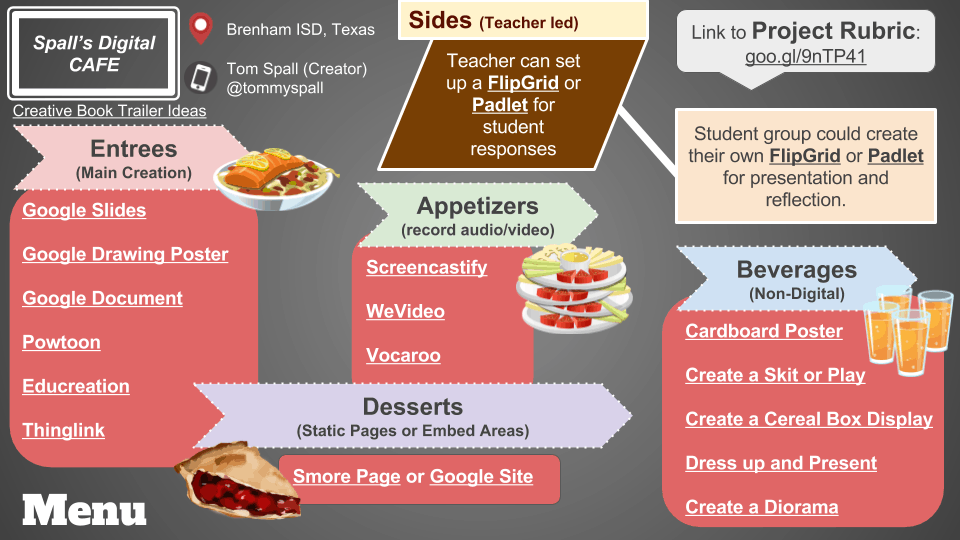 Spall's Digital
CAFE
Brenham ISD, Texas
Tom Spall (Creator)
@tommyspall
Creative Book Trailer Ideas
Sides (Teacher led)
Teacher can set
up a FlipGrid or
Padlet for
student
responses
Link to Project Rubric:
goo.gl/9nTP41
Student group could create
their own FlipGrid or Padlet
for presentation and
reflection.
Entrees
(Main Creation)
Google Slides
Google Drawing Poster
Google Document
Powtoon
Educreation
Thinglink
Appetizers
(record audio/video)
Screencastify
WeVideo
Vocaroo
Beverages
(Non-Digital)
Cardboard Poster
Create a Skit or Play
Create a Cereal Box Display
Dress up and Present
Create a Diorama
Desserts
(Static Pages or Embed Areas)
Smore Page or Google Site
Menu